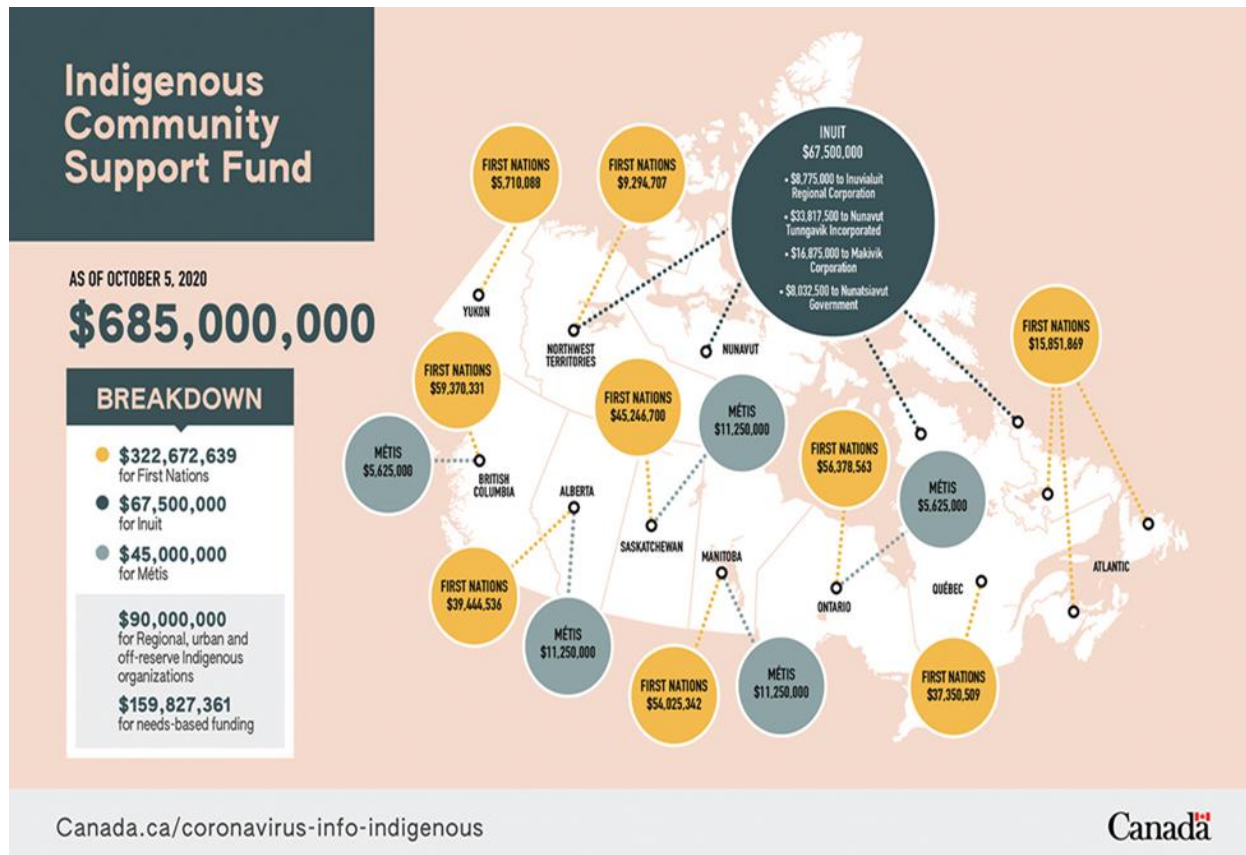 Indigenous
Community
Support Fund
AS OF OCTOBER 5, 2020
$685,000,000
BREAKDOWN
$322,672,639
for First Nations
$67,500,000
for Inuit
$45,000,000
for Métis
$90,000,000
for Regional, urban and
off-reserve Indigenous
organizations
$159,827,361
for needs-based funding
FIRST NATIONS
$5,710,088
FIRST NATIONS
$9,294,707
INUIT
$67,500,000
• $8,775,000 to Inuvialuit
Regional Corporation
• $33,817,500 to Nunavut
Tunngavik Incorporated
• $16,875,000 to Makivik
Corporation
• $8,032,500 to Nunatsiavut
Government
YUKON
NORTHWEST
TERRITORIES
NUNAVUT
FIRST NATIONS
$15,851,869
FIRST NATIONS
$59,370,331
FIRST NATIONS
$45,246,700
MÉTIS
$11,250,000
MÉTIS
$5,625,000
FIRST NATIONS
$56,378,563
MÉTIS
$5,625,000
BRITISH
COLUMBIA
ALBERTA
SASKATCHEWAN
MANITOBA
ONTARIO
QUÉBEC
ATLANTIC
FIRST NATIONS
$39,444,536
MÉTIS
$11,250,000
FIRST NATIONS
$54,025,342
MÉTIS
$11,250,000
FIRST NATIONS
$37,350,509
Canada.ca/coronavirus-info-indigenous
Canada